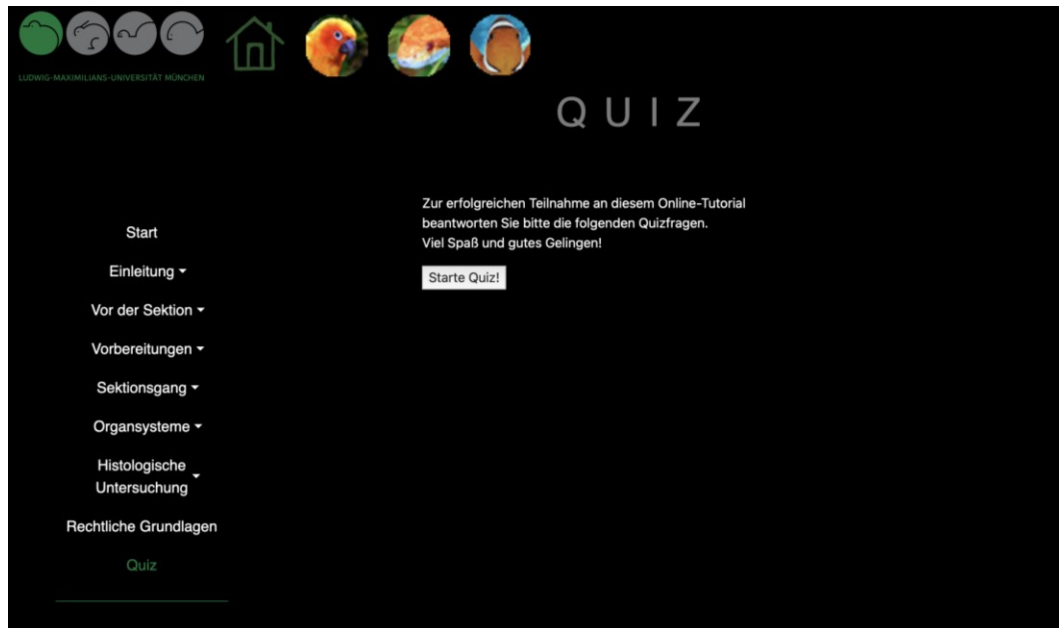 LUDWIG-MAXIMILIANS-UNIVERSITÄT MÜNCHEN
QUIZ
Zur erfolgreichen Teilnahme an diesem Online-Tutorial
beantworten Sie bitte die folgenden Quizfragen.
Viel Spaß und gutes Gelingen!
Starte Quiz!
Start
Einleitung
Vor der Sektion
Vorbereitungen
Sektionsgang
Organsysteme
Histologische
Untersuchung
Rechtliche Grundlagen
Quiz